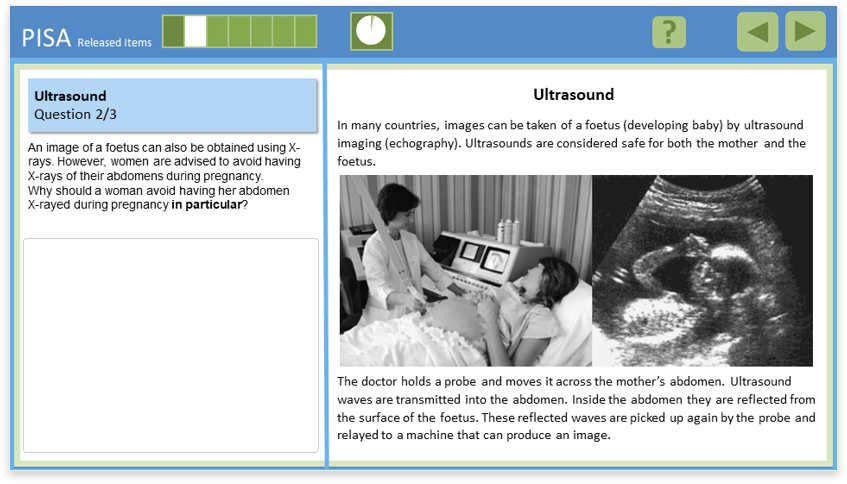 PISA Released Items
?
Ultrasound
Question 2/3
An image of a foetus can also be obtained using X-
rays. However, women are advised to avoid having
X-rays of their abdomens during pregnancy.
Why should a woman avoid having her abdomen
X-rayed during pregnancy in particular?
Ultrasound
In many countries, images can be taken of a foetus (developing baby) by ultrasound
imaging (echography). Ultrasounds are considered safe for both the mother and the
foetus.
The doctor holds a probe and moves it across the mother's abdomen. Ultrasound
waves are transmitted into the abdomen. Inside the abdomen they are reflected from
the surface of the foetus. These reflected waves are picked up again by the probe and
relayed to a machine that can produce an image.